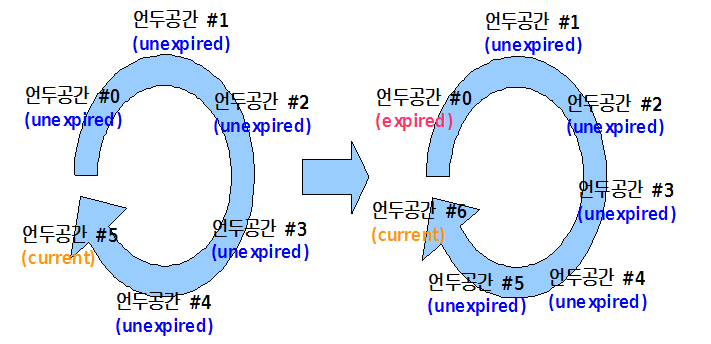 언두공간 #1
(unexpired)
언두공간 #0
(unexpired)
언두공간 #2
(unexpired)
언두공간 #3
(unexpired)
언두공간 #5
(current)
언두공간 #4
(unexpired)
언두공간 #1
(unexpired)
언두공간 #0
(expired)
언두공간 #2
(unexpired)
언두공간 #3
(unexpired)
언두공간 #6
(current)
언두공간 #5
(unexpired)
언두공간 #4
(unexpired)